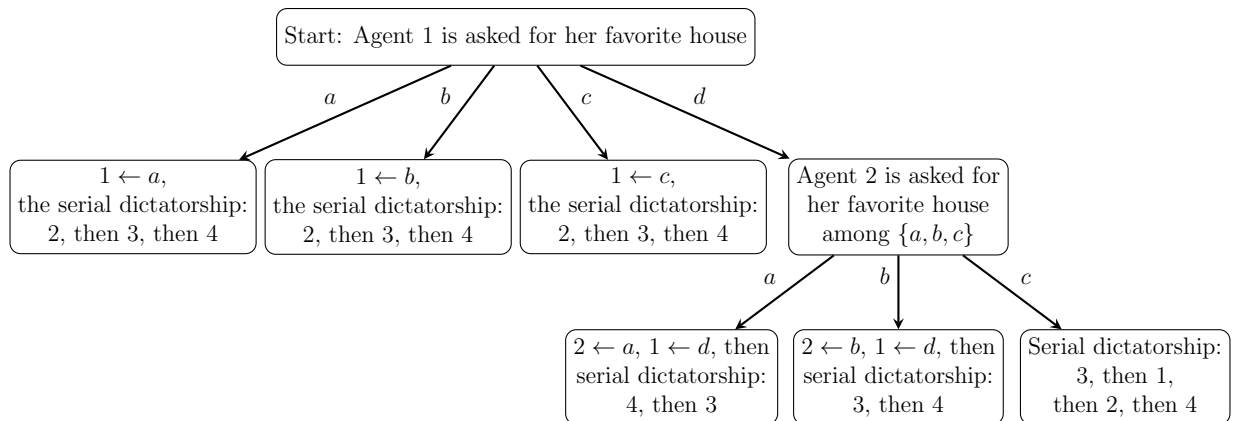 Start: Agent 1 is asked for her favorite house
a
b
c
d
1 ← a,
the serial dictatorship:
2, then 3, then 4
1 ← b,
the serial dictatorship:
2, then 3, then 4
1 ← c,
the serial dictatorship:
2, then 3, then 4
Agent 2 is asked for
her favorite house
among {a, b, c}
a
b
c
2 ← a, 1 ← d, then
serial dictatorship:
4, then 3
2 ← b, 1 ← d, then
serial dictatorship:
3, then 4
Serial dictatorship:
3, then 1,
then 2, then 4